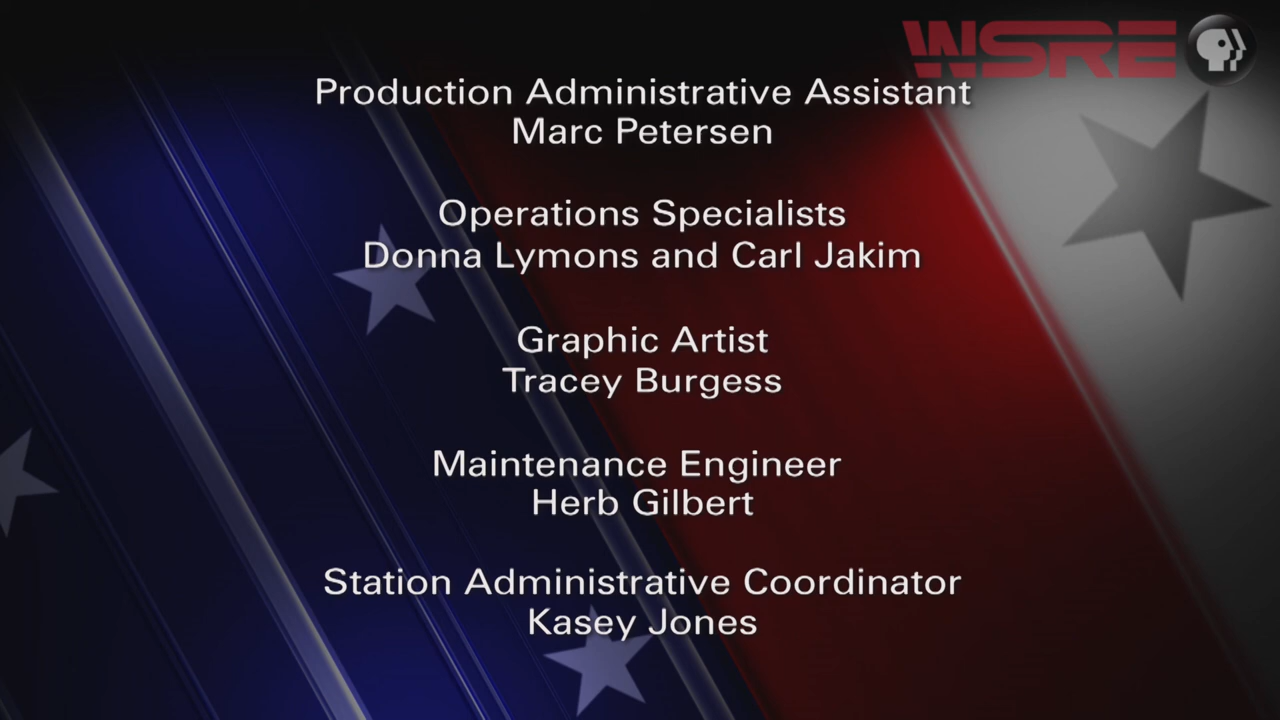 WSRE
Production Administrative Assistant
Marc Petersen
Operations Specialists
Donna Lymons and Carl Jakim
Graphic Artist
Tracey Burgess
Maintenance Engineer
Herb Gilbert
Station Administrative Coordinator
Kasey Jones